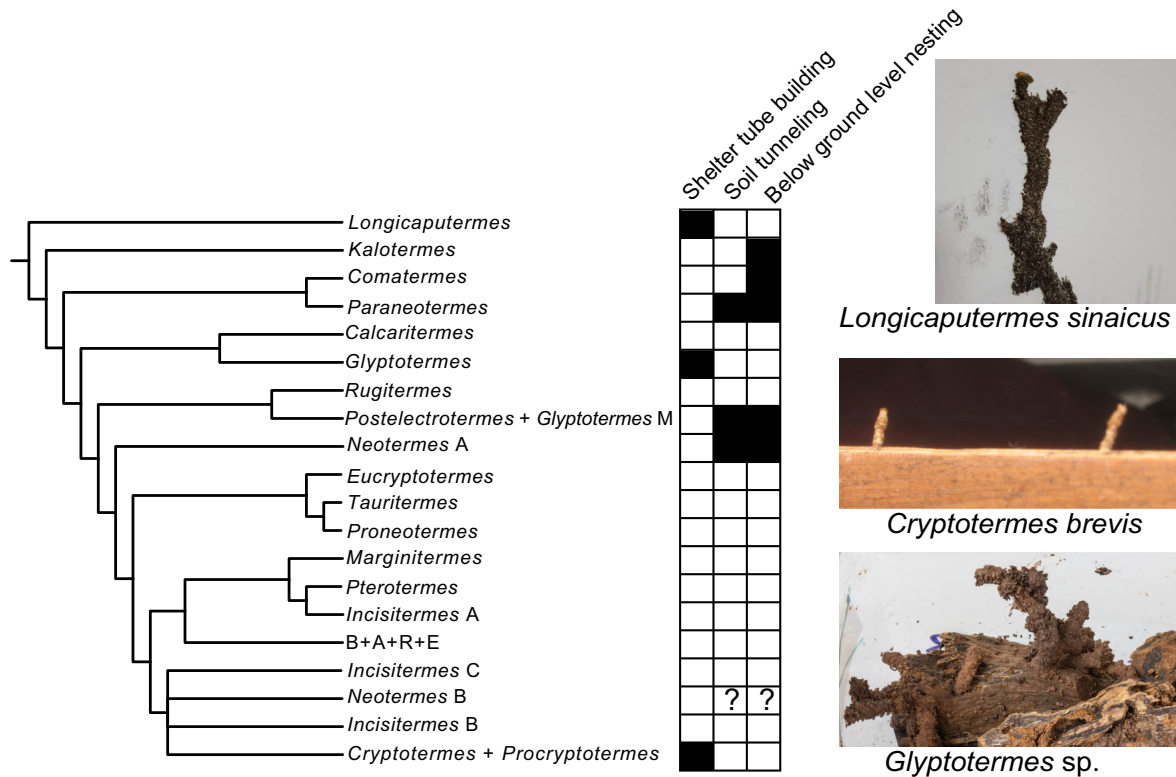 Shelter tube building
Soil tunneling
Below ground level nesting
Longicaputermes
Kalotermes
Comatermes
Paraneotermes
Calcaritermes
Glyptotermes
Rugitermes
Postelectrotermes + Glyptotermes M
Neotermes A
Eucryptotermes
Tauritermes
Proneotermes
Marginitermes
Pterotermes
Incisitermes A
B+A+R+E
Incisitermes C
Neotermes B
? ?
Incisitermes B
Cryptotermes + Procryptotermes
Longicaputermes sinaicus
Cryptotermes brevis
Glyptotermes sp.